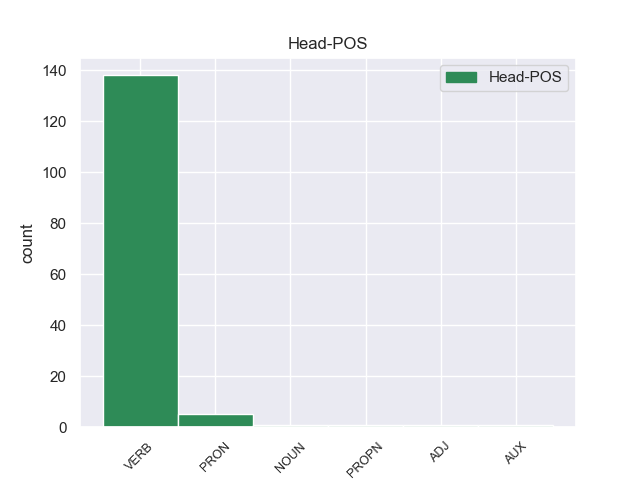 Head-POS
Head-POS
count
140
120
100
80
60
40
20
0
VERB
PRON
NOUN
PROPN
ADJ
AUX